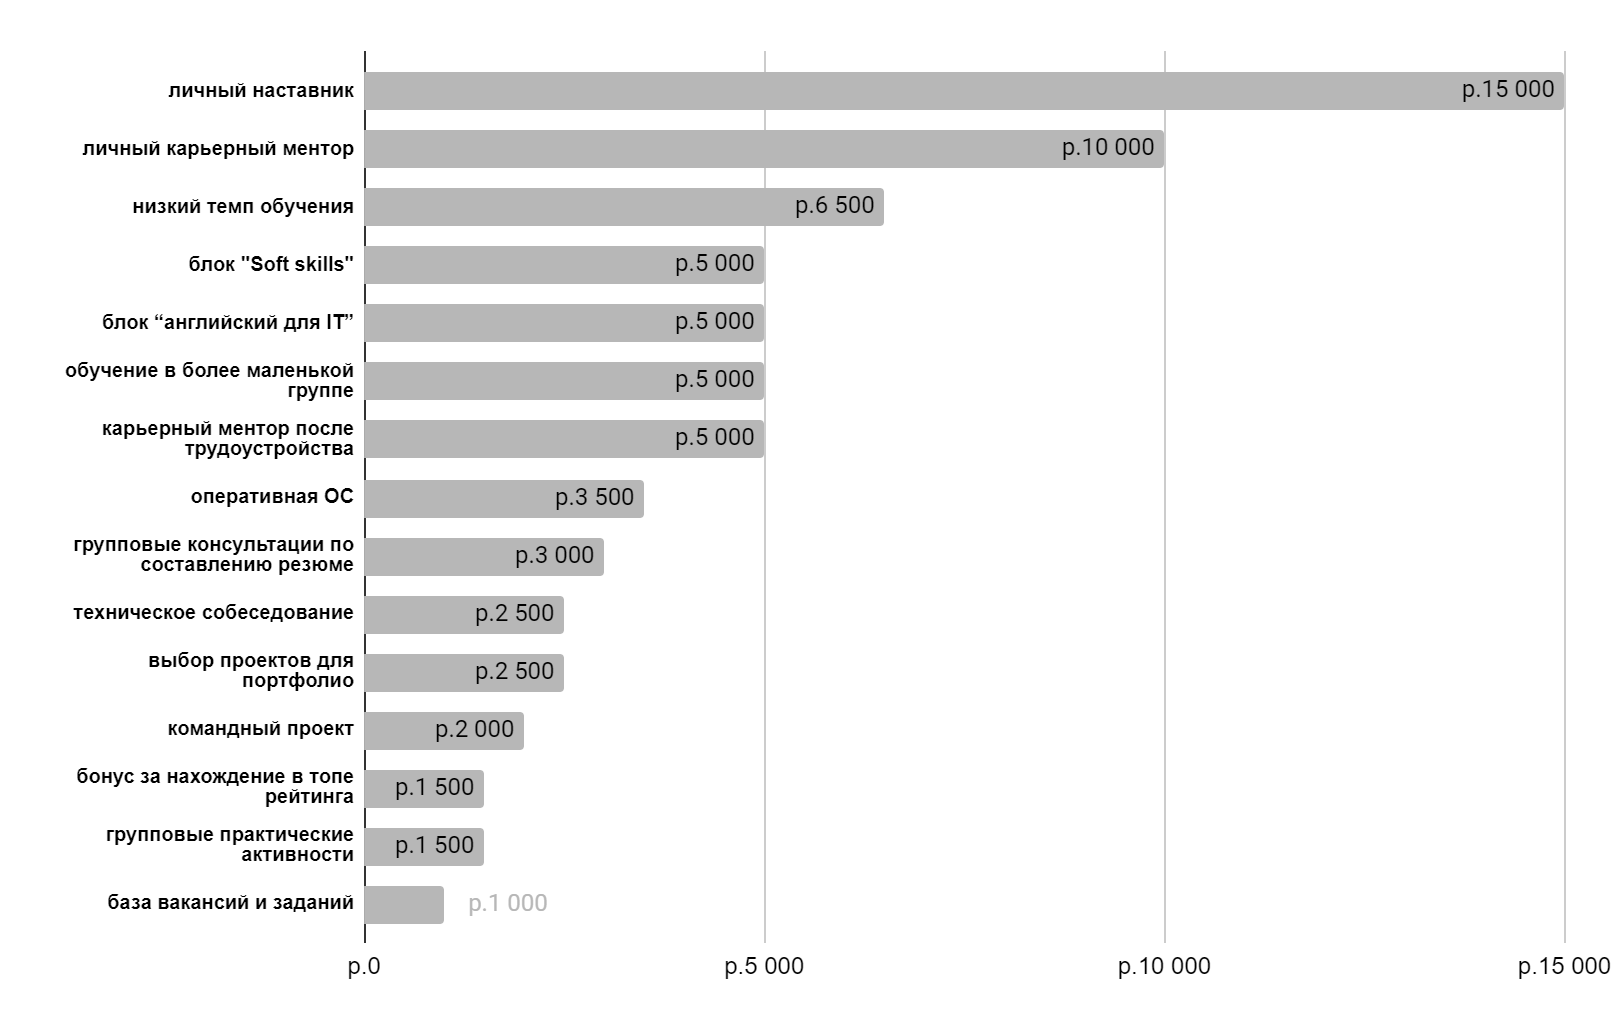 личный наставник
р.15 000
личный карьерный ментор
р.10 000
низкий темп обучения
р.6 500
блок "Soft skills"
р.5 000
блок “английский для IT”
р.5 000
обучение в более маленькой
группе
р.5 000
карьерный ментор после
трудоустройства
р.5 000
оперативная ОС
р.3 500
групповые консультации по
составлению резюме
р.3 000
техническое собеседование
р.2 500
выбор проектов для
портфолио
р.2 500
командный проект
р.2 000
бонус за нахождение в топе
рейтинга
р.1 500
групповые практические
активности
р.1 500
база вакансий и заданий
р.1 000
р.0
р.5 000
р.10 000
р.15 000